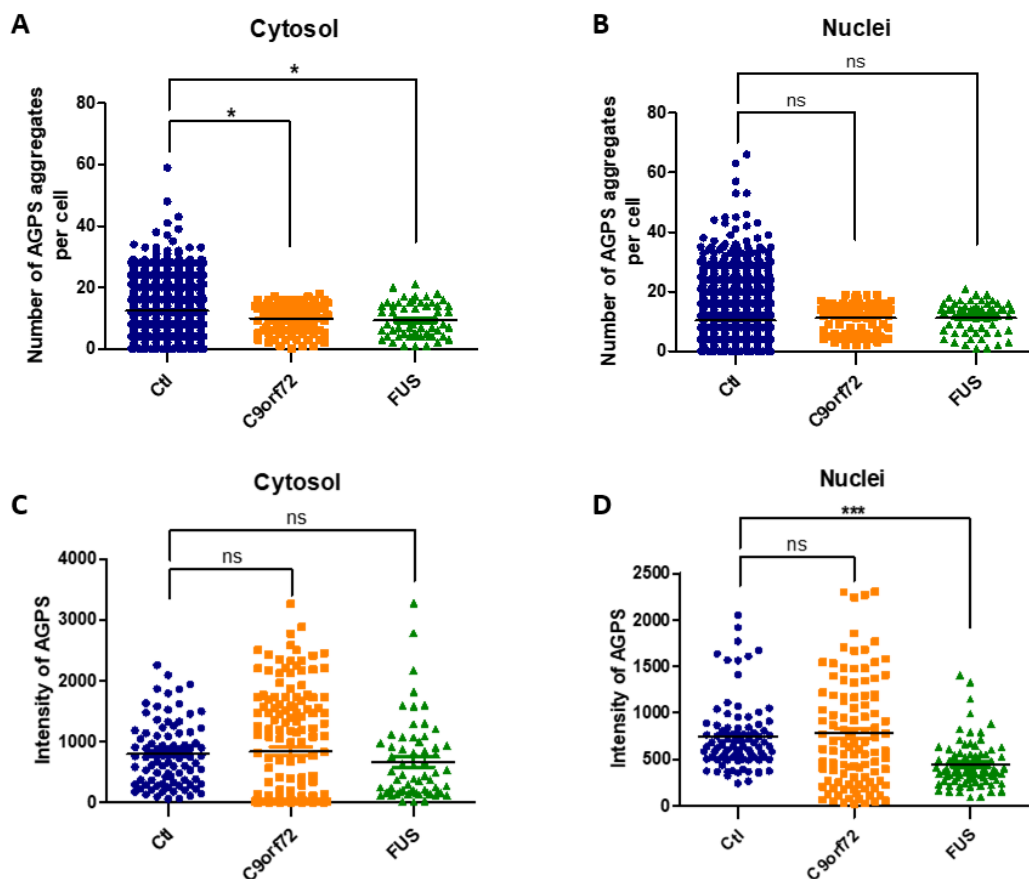 A
Cytosol
*
*
Number of AGPS aggregates
per cell
80
60
40
20
0
Ctl
C9orf72
FUS
B
Nuclei
ns
ns
Number of AGPS aggregates
per cell
80
60
40
20
0
Ctl
C9orf72
FUS
C
Cytosol
ns
ns
Intensity of AGPS
4000
3000
2000
1000
0
Ctl
C9orf72
FUS
D
Nuclei
***
ns
Intensity of AGPS
2500
2000
1500
1000
500
0
Ctl
C9orf72
FUS